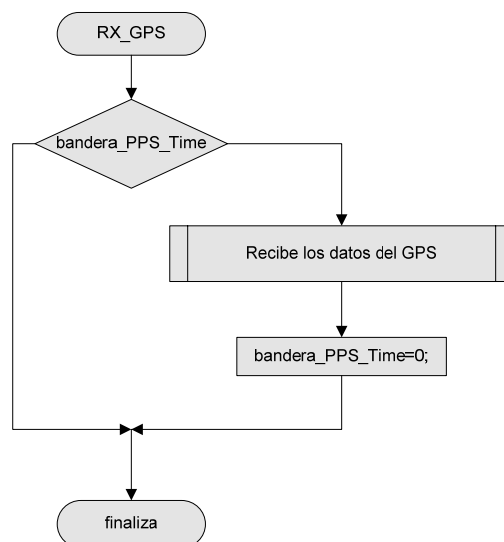 RX_GPS
bandera_PPS_Time
Recibe los datos del GPS
bandera_PPS_Time=0;
finaliza